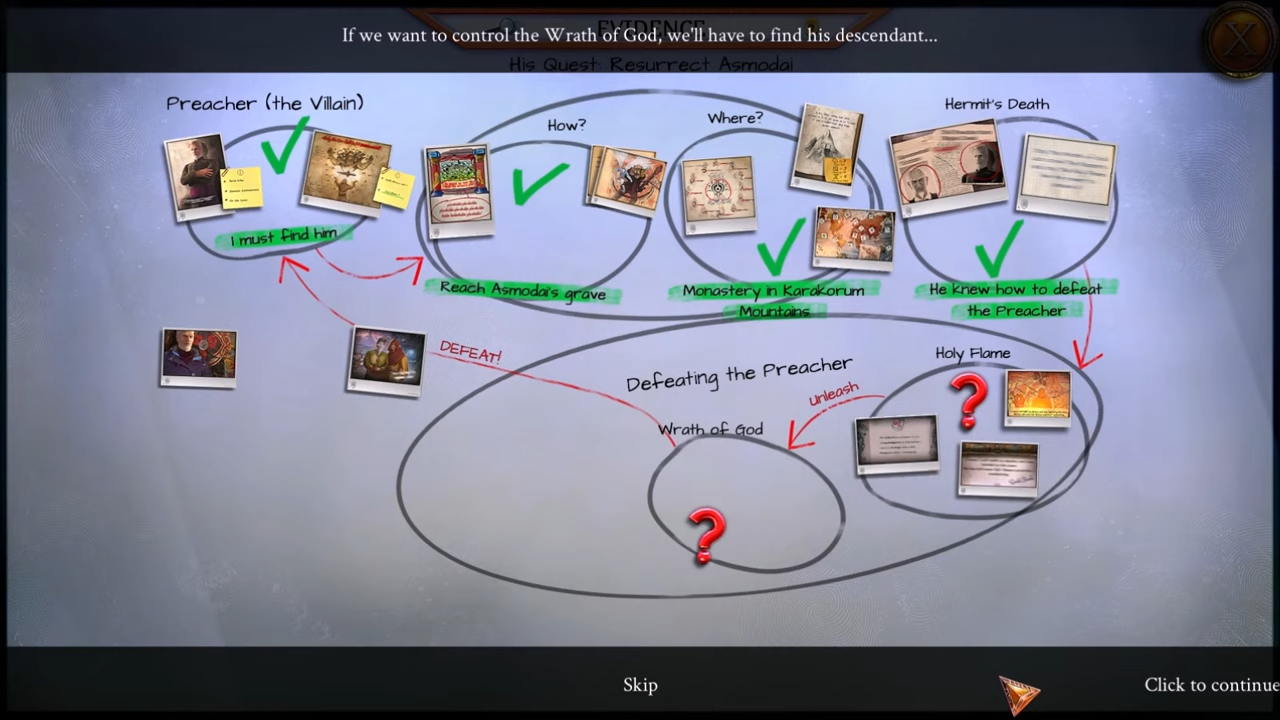 If we want to control the Wrath of God, we'll have to find his descendant...
EVIDENCE
X
His Quest: Resurrect Asmodai
Preacher (the Villain)
How?
Where?
Hermit's Death
I must find him
Reach Asmodai's grave
Monastery in Karakorum
Mountains
He knew how to defeat
the Preacher
DEFEAT!
Defeating the Preacher
Holy Flame
Unleash
Wrath of God
Skip
Click to continue